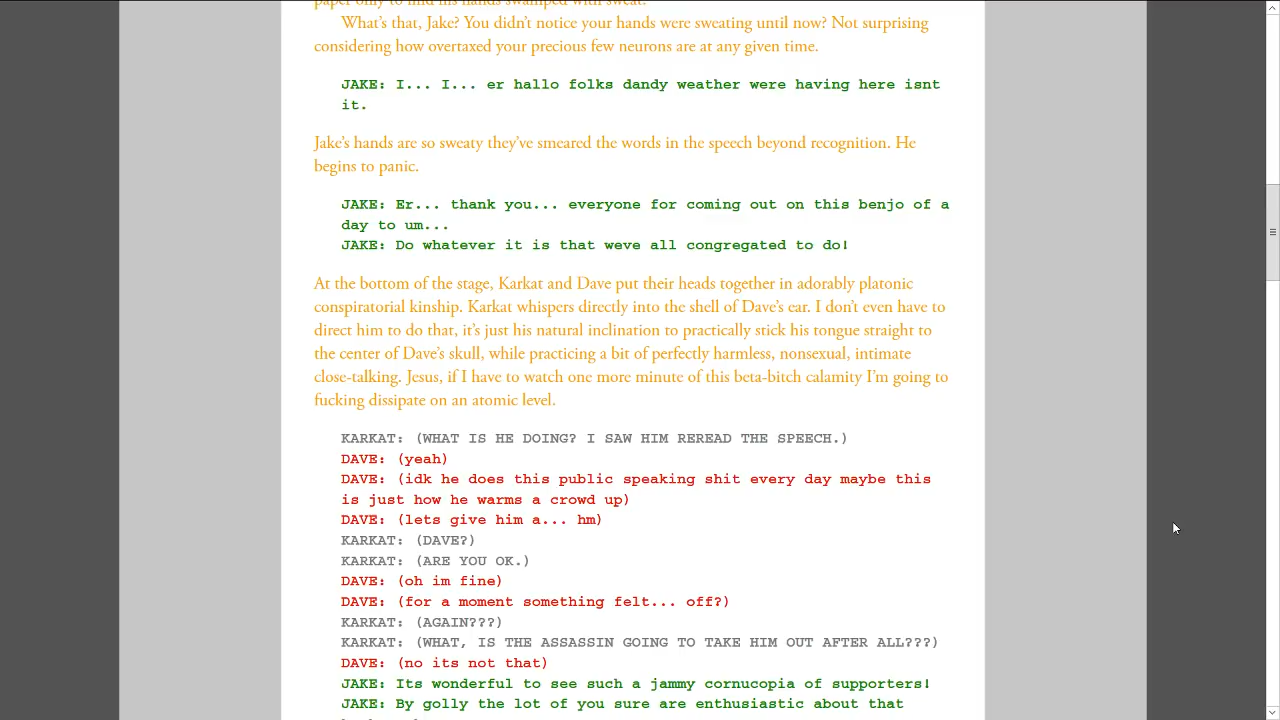 paper only to find his hands swamped with sweat.
What's that, Jake? You didn't notice your hands were sweating until now? Not surprising
considering how overtaxed your precious few neurons are at any given time.
JAKE: I... I... er hallo folks dandy weather were having here isnt
it.
Jake's hands are so sweaty they've smeared the words in the speech beyond recognition. He
begins to panic.
JAKE: Er... thank you... everyone for coming out on this benjo of a
day to um...
JAKE: Do whatever it is that weve all congregated to do!
At the bottom of the stage, Karkat and Dave put their heads together in adorably platonic
conspiratorial kinship. Karkat whispers directly into the shell of Dave's ear. I don't even have to
direct him to do that, it's just his natural inclination to practically stick his tongue straight to
the center of Dave's skull, while practicing a bit of perfectly harmless, nonsexual, intimate
close-talking. Jesus, if I have to watch one more minute of this beta-bitch calamity I'm going to
fucking dissipate on an atomic level.
KARKAT: (WHAT IS HE DOING? I SAW HIM REREAD THE SPEECH.)
DAVE: (yeah)
DAVE: (idk he does this public speaking shit every day maybe this
is just how he warms a crowd up)
DAVE: (lets give him a... hm)
KARKAT: (DAVE?)
KARKAT: (ARE YOU OK.)
DAVE: (oh im fine)
DAVE: (for a moment something felt... off?)
KARKAT: (AGAIN???)
KARKAT: (WHAT, IS THE ASSASSIN GOING TO TAKE HIM OUT AFTER ALL???)
DAVE: (no its not that)
JAKE: Its wonderful to see such a jammy cornucopia of supporters!
JAKE: By golly the lot of you sure are enthusiastic about that